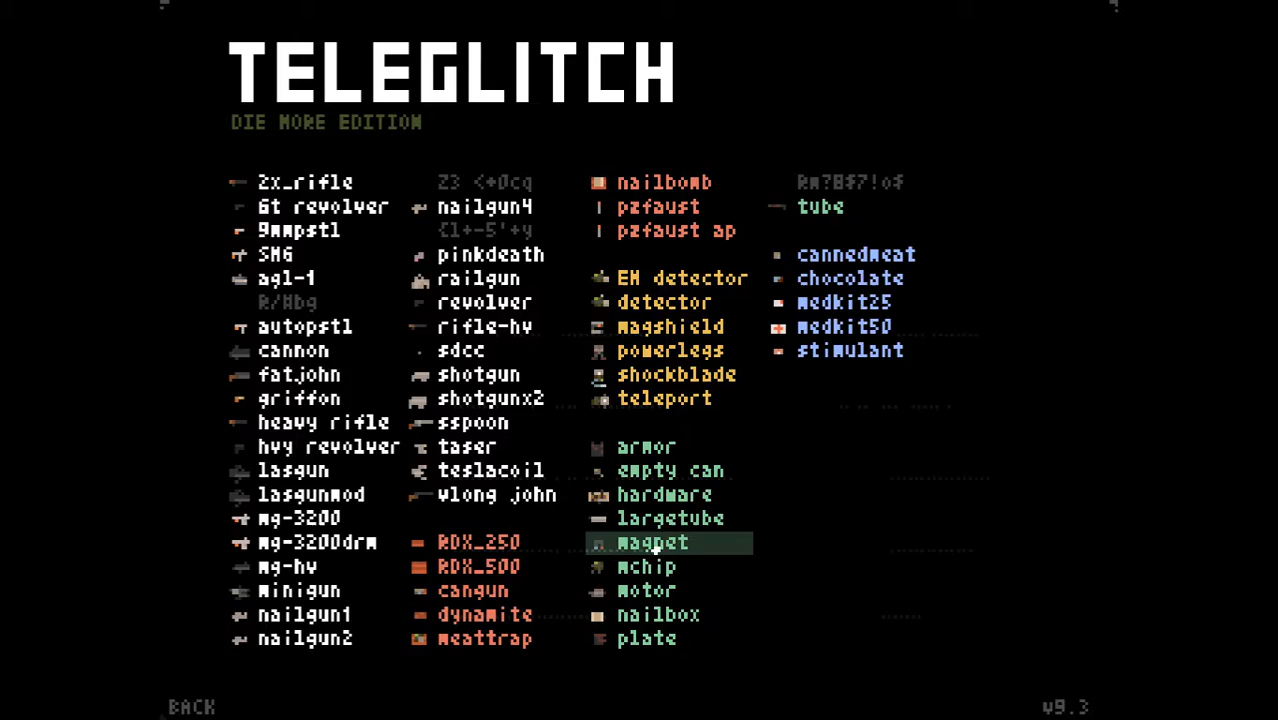 TELEGLITCH
DIE MORE EDITION
2x_rifle
6t revolver
9mmpstl
SM6
agl-1
autopstl
cannon
fatjohn
griffon
heavy rifle
hvy revolver
lasgun
lasgunmod
mg-3200
mg-3200drm
mg-hv
minigun
nailgun1
nailgun2
nailgun4
pinkdeath
railgun
revolver
rifle-hv
sdcc
shotgun
shotgunx2
sspoon
taser
teslacoil
vlong john
RDX_250
RDX_500
cangun
dynamite
meattrap
nailbomb
pzfaust
pzfaust ap
EM detector
detector
magshield
powerlegs
shockblade
teleport
armor
empty can
hardware
largetube
magnet
mchip
motor
nailbox
plate
tube
cannedmeat
chocolate
medkit25
medkit50
stimulant
BACK
v9.3